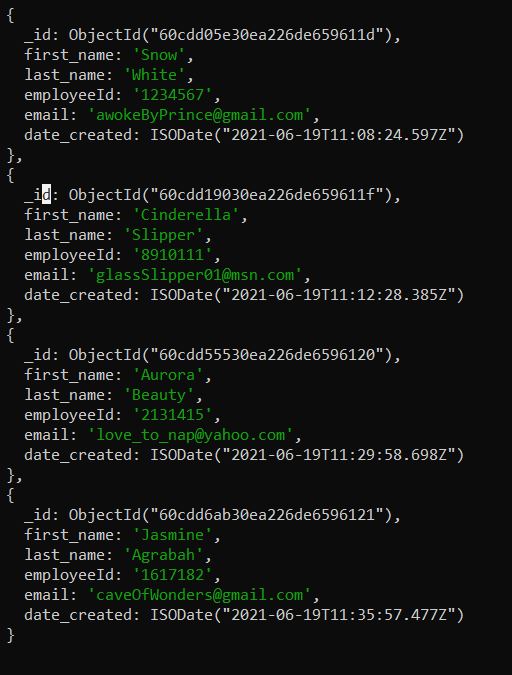 {
  _id: ObjectId("60cdd05e30ea226de659611d"),
  first_name: 'Snow',
  last_name: 'White',
  employeeId: '1234567',
  email: 'awokeByPrince@gmail.com',
  date_created: ISODate("2021-06-19T11:08:24.597Z")
},
{
  _id: ObjectId("60cdd19030ea226de659611f"),
  first_name: 'Cinderella',
  last_name: 'Slipper',
  employeeId: '8910111',
  email: 'glassSlipper01@msn.com',
  date_created: ISODate("2021-06-19T11:12:28.385Z")
},
{
  _id: ObjectId("60cdd55530ea226de6596120"),
  first_name: 'Aurora',
  last_name: 'Beauty',
  employeeId: '2131415',
  email: 'love_to_nap@yahoo.com',
  date_created: ISODate("2021-06-19T11:29:58.698Z")
},
{
  _id: ObjectId("60cdd6ab30ea226de6596121"),
  first_name: 'Jasmine',
  last_name: 'Agrabah',
  employeeId: '1617182',
  email: 'caveOfWonders@gmail.com',
  date_created: ISODate("2021-06-19T11:35:57.477Z")
}